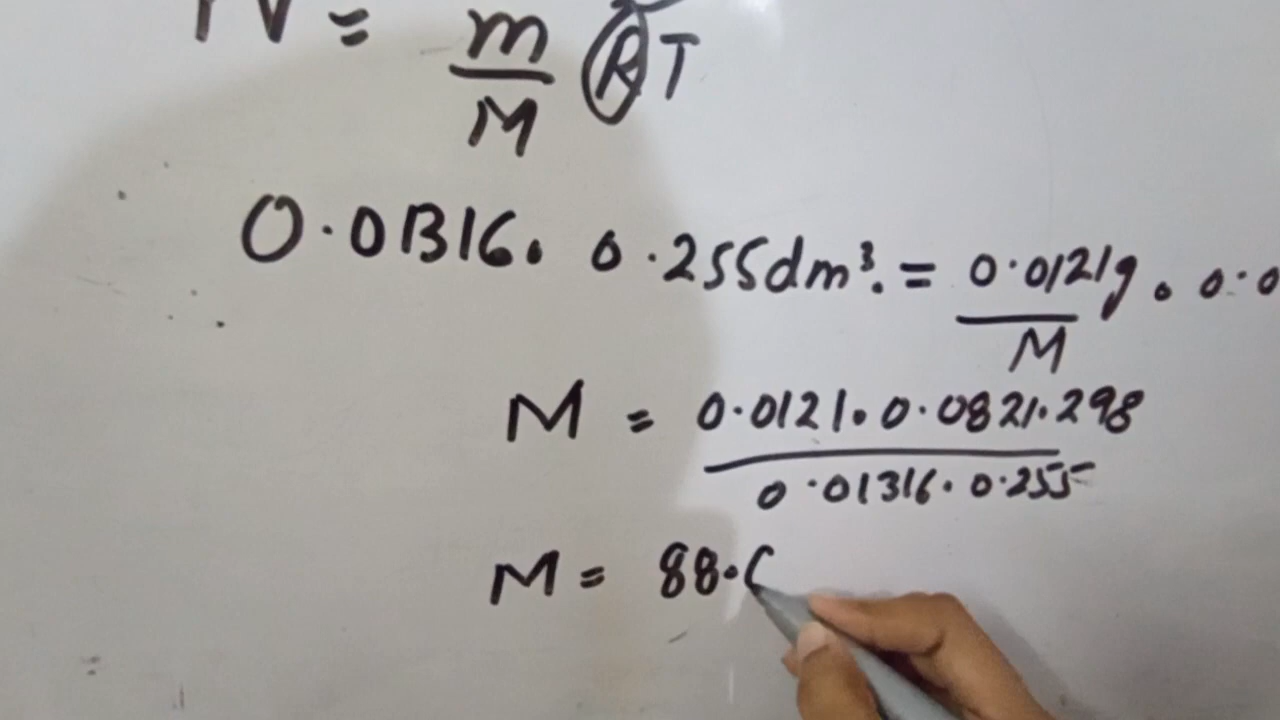 PV = m/M RT
0.01316. 0.255dm³. = 0.0121g/M . 0.0
M = 0.0121.0.0821.298/0.01316.0.255
M = 88.